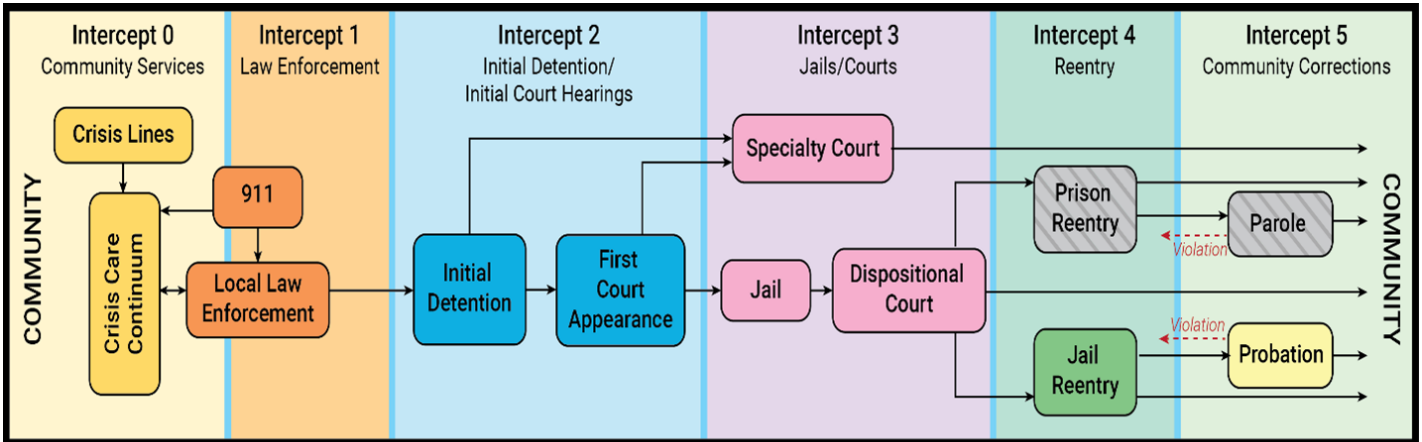 Intercept 0
Community Services
Intercept 1
Law Enforcement
Intercept 2
Initial Detention/
Initial Court Hearings
Intercept 3
Jails/Courts
Intercept 4
Reentry
Intercept 5
Community Corrections
COMMUNITY
Crisis Lines
Crisis Care
Continuum
911
Local Law
Enforcement
Initial
Detention
First
Court
Appearance
Specialty Court
Jail
Dispositional
Court
Prison
Reentry
Parole
Violation
Jail
Reentry
Violation
Probation
COMMUNITY